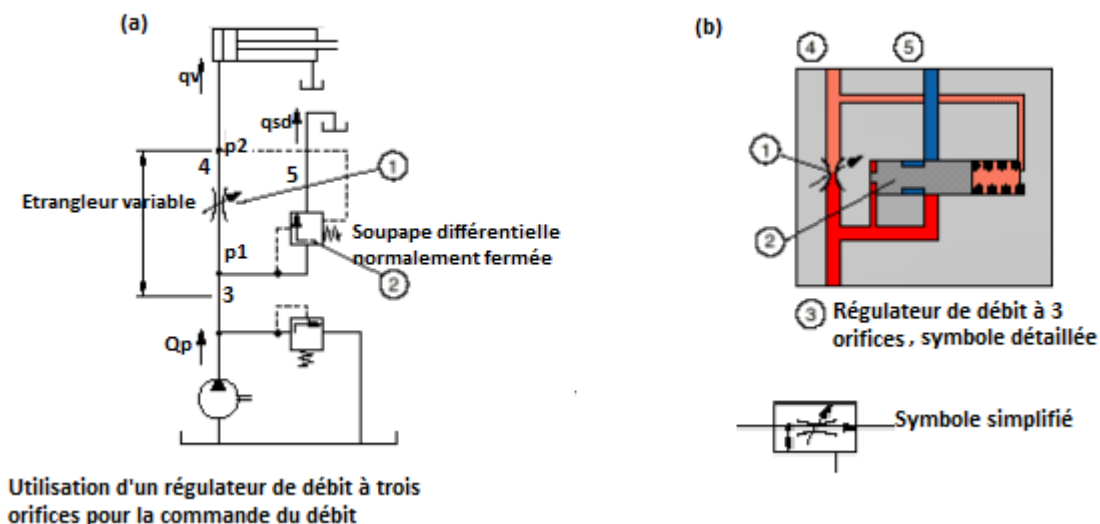 (a)
qv
qsd
p2
4
5
1
Etrangleur variable
p1
Soupape différentielle
normalement fermée
2
3
Qp
Utilisation d'un régulateur de débit à trois
orifices pour la commande du débit
(b)
4
5
1
2
3 Régulateur de débit à 3
orifices, symbole détaillée
Symbole simplifié